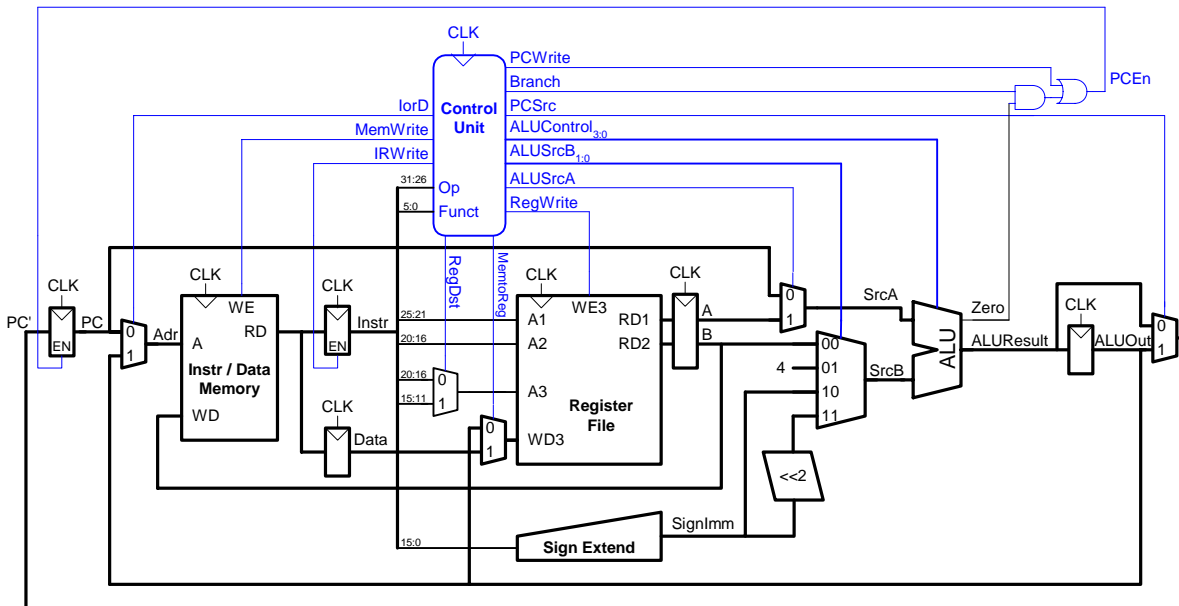 CLK
PCWrite
Branch
PCEn
IorD
Control
Unit
PCSrc
MemWrite
ALUControl3:0
IRWrite
ALUSrcB1:0
31:26
Op
ALUSrcA
5:0
Funct
RegWrite
RegDst
MemtoReg
CLK
CLK
CLK
CLK
CLK
PC'
EN
PC
0
1
Adr
WE
RD
A
Instr / Data
Memory
WD
EN
Instr
CLK
Data
25:21
20:16
20:16
15:11
0
1
0
1
WE3
A1
RD1
A2
RD2
A3
Register
File
WD3
A
B
0
1
SrcA
4
00
01
10
11
SrcB
ALU
Zero
ALUResult
CLK
ALUOut
0
1
<<2
SignImm
15:0
Sign Extend